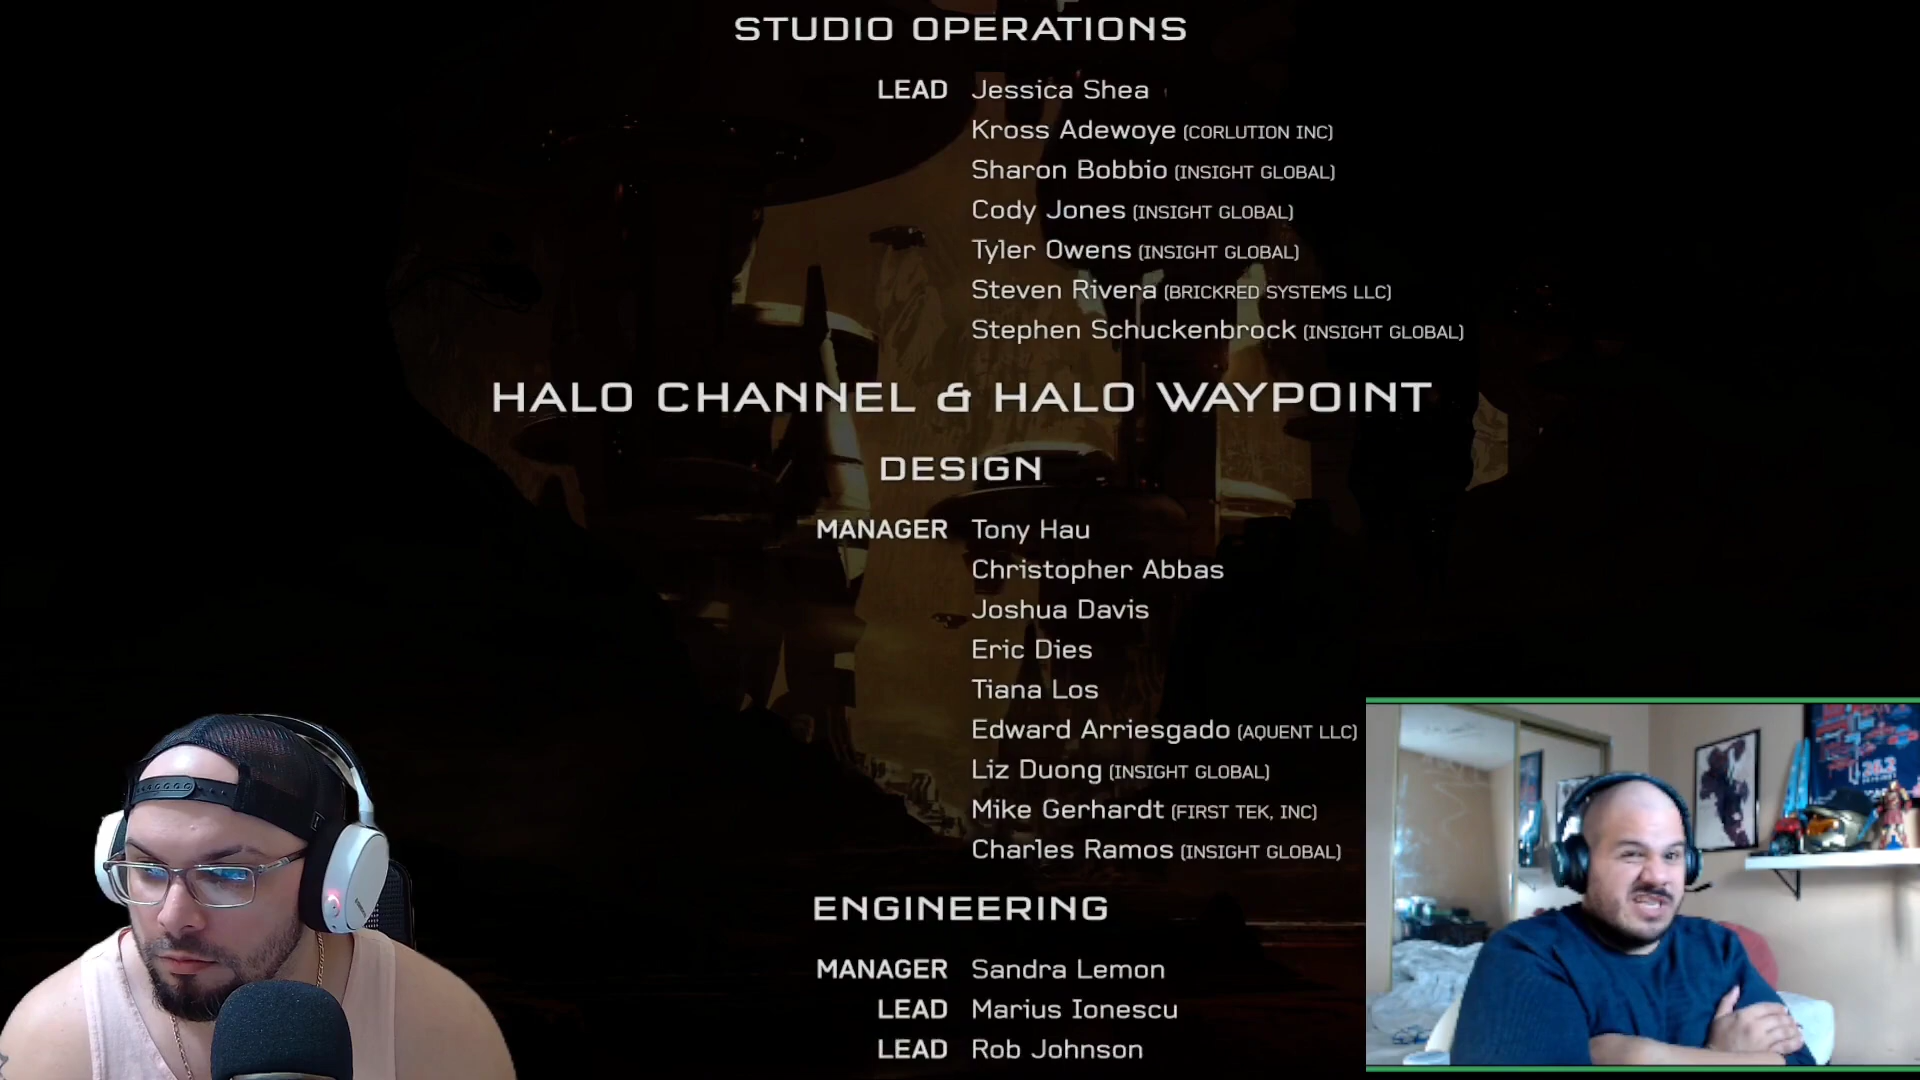 STUDIO OPERATIONS
LEAD Jessica Shea
Kross Adewoye (CORLUTION INC)
Sharon Bobbio (INSIGHT GLOBAL)
Cody Jones (INSIGHT GLOBAL)
Tyler Owens (INSIGHT GLOBAL)
Steven Rivera (BRICKRED SYSTEMS LLC)
Stephen Schuckenbrock (INSIGHT GLOBAL)
HALO CHANNEL & HALO WAYPOINT
DESIGN
MANAGER Tony Hau
Christopher Abbas
Joshua Davis
Eric Dies
Tiana Los
Edward Arriesgado (AQUENT LLC)
Liz Duong (INSIGHT GLOBAL)
Mike Gerhardt (FIRST TEK, INC)
Charles Ramos (INSIGHT GLOBAL)
ENGINEERING
MANAGER Sandra Lemon
LEAD Marius Ionescu
LEAD Rob Johnson
26.2